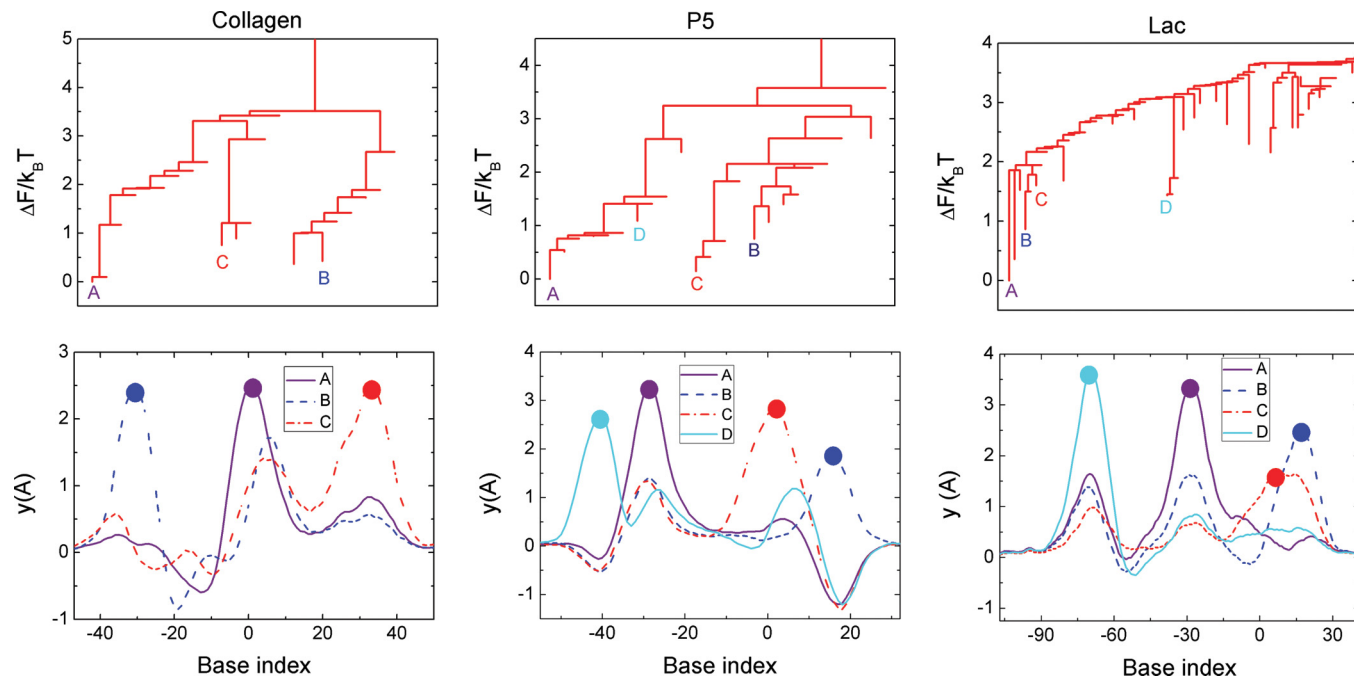 Collagen
P5
Lac
ΔF/k_BT
5
4
3
2
1
0
A
C
B
ΔF/k_BT
4
3
2
1
0
A
D
C
B
ΔF/k_BT
4
3
2
1
0
A
B
C
D
y(A)
3
2
1
0
-1
-40 -20 0 20 40
Base index
A
B
C
y(A)
4
3
2
1
0
-1
-40 -20 0 20
Base index
A
B
C
D
y (A)
4
3
2
1
0
-1
-90 -60 -30 0 30
Base index
A
B
C
D